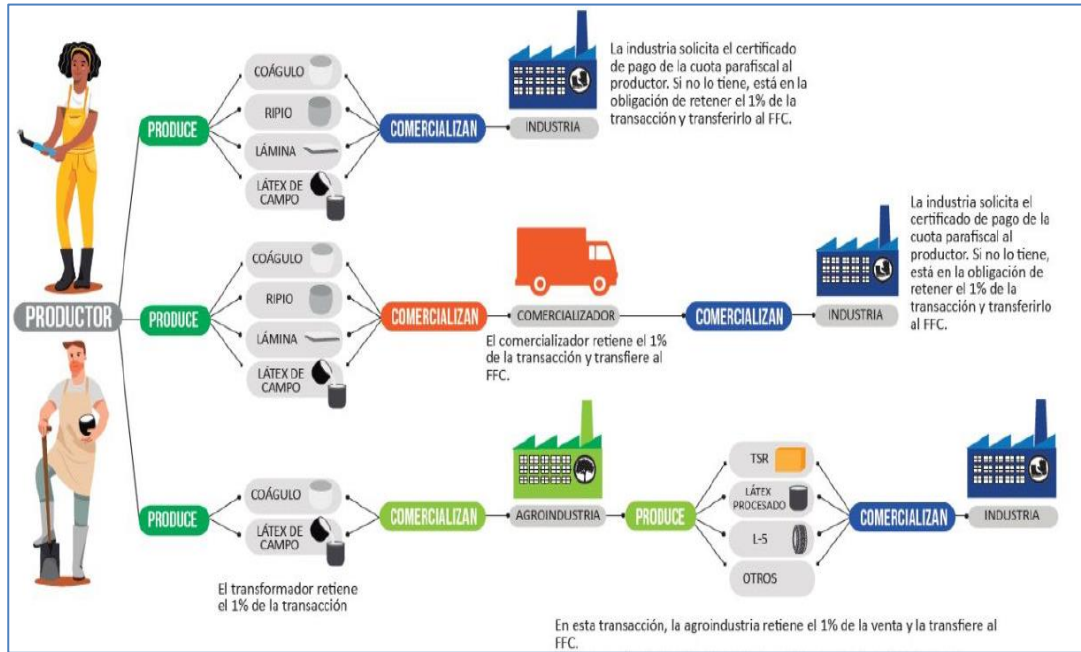 La industria solicita el certificado
de pago de la cuota parafiscal al
productor. Si no lo tiene, está en la
obligación de retener el 1% de la
transacción y transferirlo al FFC.
COÁGULO
RIPIO
LÁMINA
LÁTEX DE
CAMPO
PRODUCE
COMERCIALIZAN
INDUSTRIA
La industria solicita el
certificado de pago de la
cuota parafiscal al
productor. Si no lo tiene,
está en la obligación de
retener el 1% de la
transacción y transferirlo
al FFC.
PRODUCTOR
PRODUCE
COÁGULO
RIPIO
LÁMINA
LÁTEX DE
CAMPO
COMERCIALIZAN
COMERCIALIZADOR
El comercializador retiene el 1%
de la transacción y transfiere al
FFC.
COMERCIALIZAN
INDUSTRIA
PRODUCE
COÁGULO
LÁTEX DE
CAMPO
El transformador retiene
el 1% de la transacción
COMERCIALIZAN
AGROINDUSTRIA
PRODUCE
TSR
LÁTEX
PROCESADO
L-5
OTROS
COMERCIALIZAN
INDUSTRIA
En esta transacción, la agroindustria retiene el 1% de la venta y la transfiere al
FFC.